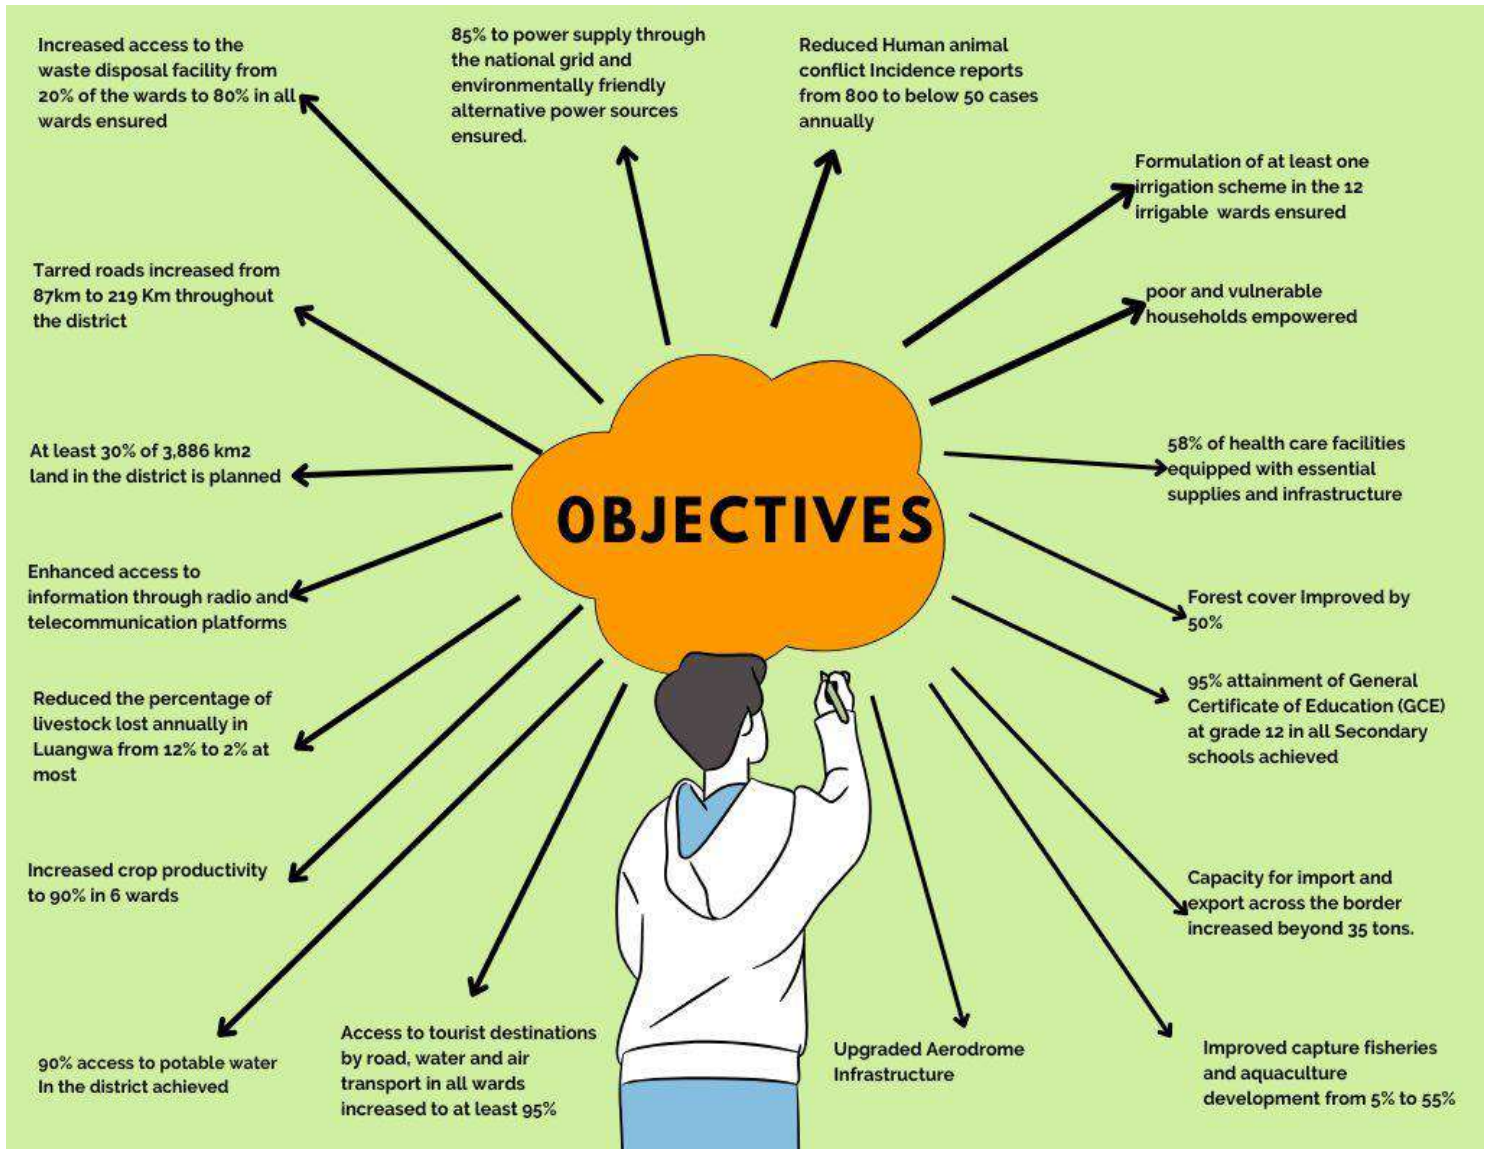 Increased access to the
waste disposal facility from
20% of the wards to 80% in all
wards ensured
85% to power supply through
the national grid and
environmentally friendly
alternative power sources
ensured.
Reduced Human animal
conflict Incidence reports
from 800 to below 50 cases
annually
Formulation of at least one
irrigation scheme in the 12
irrigable wards ensured
Tarred roads increased from
87km to 219 Km throughout
the district
poor and vulnerable
households empowered
At least 30% of 3,886 km2
land in the district is planned
58% of health care facilities
equipped with essential
supplies and infrastructure
0BJECTIVES
Enhanced access to
information through radio and
telecommunication platforms
Forest cover Improved by
50%
Reduced the percentage of
livestock lost annually in
Luangwa from 12% to 2% at
most
95% attainment of General
Certificate of Education (GCE)
at grade 12 in all Secondary
schools achieved
Increased crop productivity
to 90% in 6 wards
Capacity for import and
export across the border
increased beyond 35 tons.
90% access to potable water
In the district achieved
Access to tourist destinations
by road, water and air
transport in all wards
increased to at least 95%
Upgraded Aerodrome
Infrastructure
Improved capture fisheries
and aquaculture
development from 5% to 55%